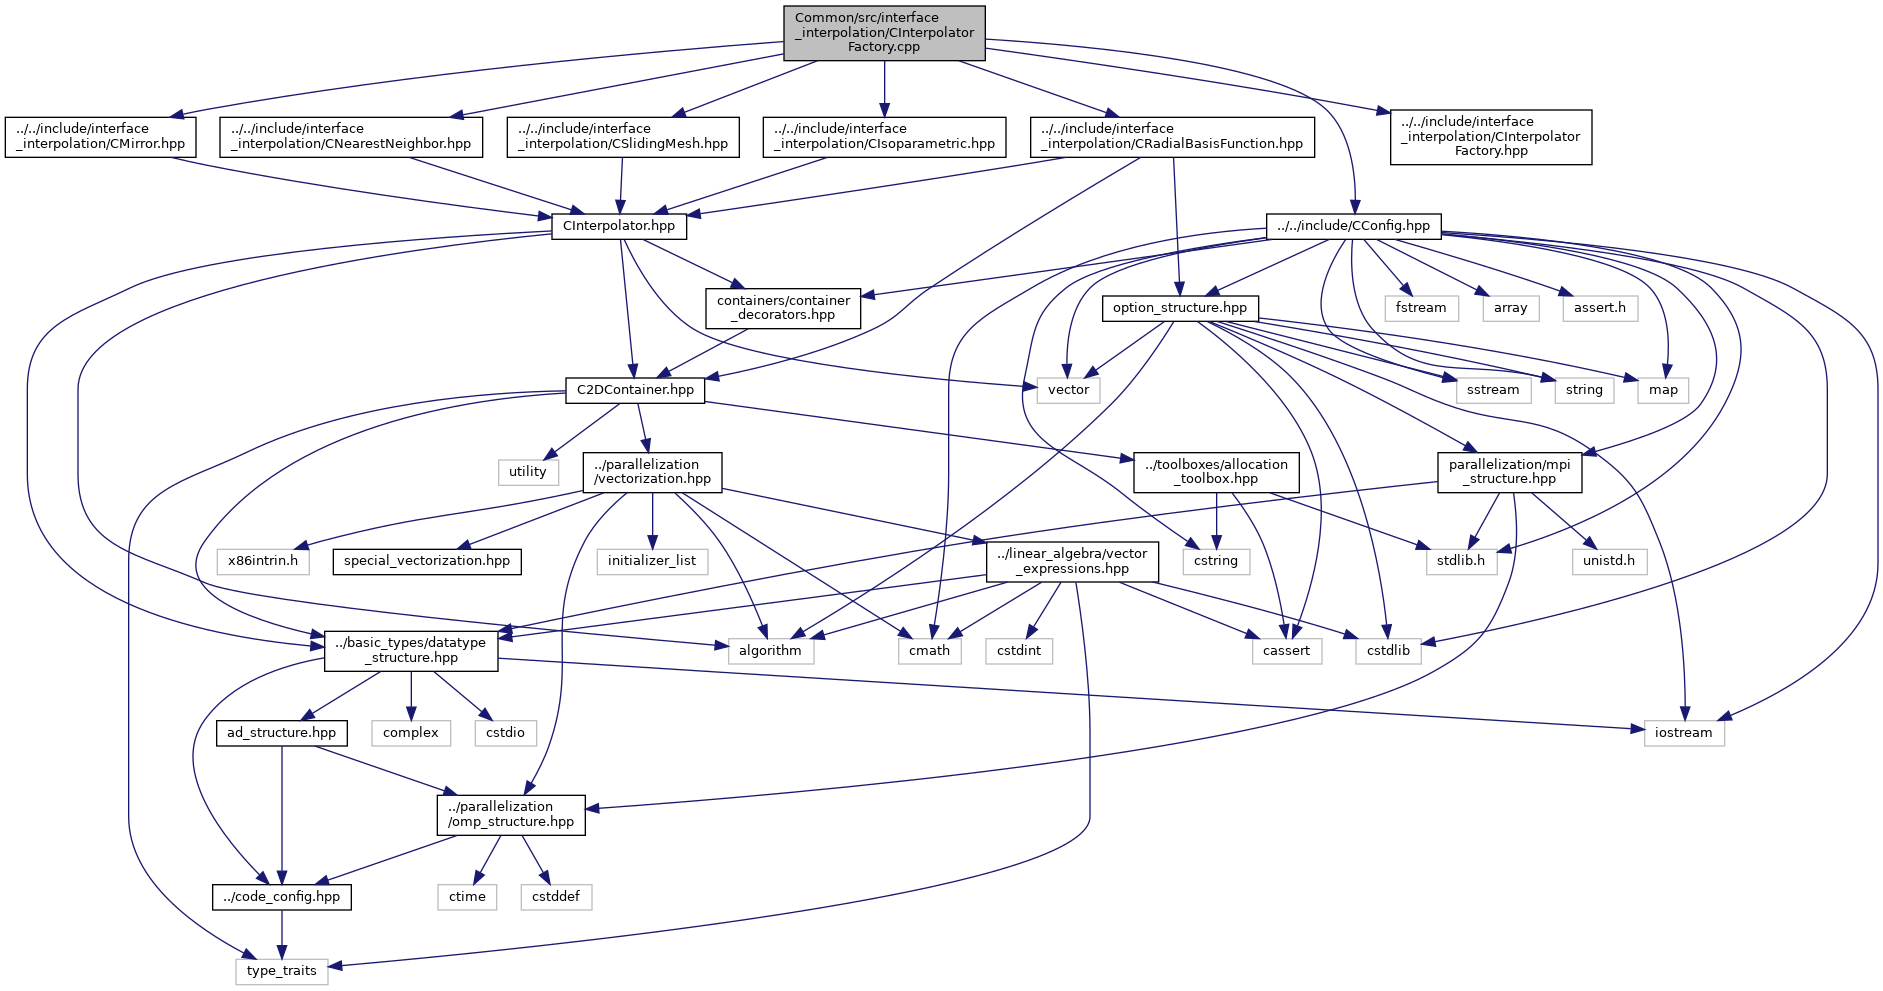 Common/src/interface
_interpolation/CInterpolator
Factory.cpp
../../include/interface
_interpolation/CMirror.hpp
../../include/interface
_interpolation/CNearestNeighbor.hpp
../../include/interface
_interpolation/CSlidingMesh.hpp
../../include/interface
_interpolation/CIsoparametric.hpp
../../include/interface
_interpolation/CRadialBasisFunction.hpp
../../include/interface
_interpolation/CInterpolator
Factory.hpp
CInterpolator.hpp
../../include/CConfig.hpp
containers/container
_decorators.hpp
option_structure.hpp
fstream
array
assert.h
C2DContainer.hpp
vector
sstream
string
map
utility
../parallelization
/vectorization.hpp
../toolboxes/allocation
_toolbox.hpp
parallelization/mpi
_structure.hpp
x86intrin.h
special_vectorization.hpp
initializer_list
../linear_algebra/vector
_expressions.hpp
cstring
stdlib.h
unistd.h
../basic_types/datatype
_structure.hpp
algorithm
cmath
cstdint
cassert
cstdlib
ad_structure.hpp
complex
cstdio
iostream
../parallelization
/omp_structure.hpp
../code_config.hpp
ctime
cstddef
type_traits